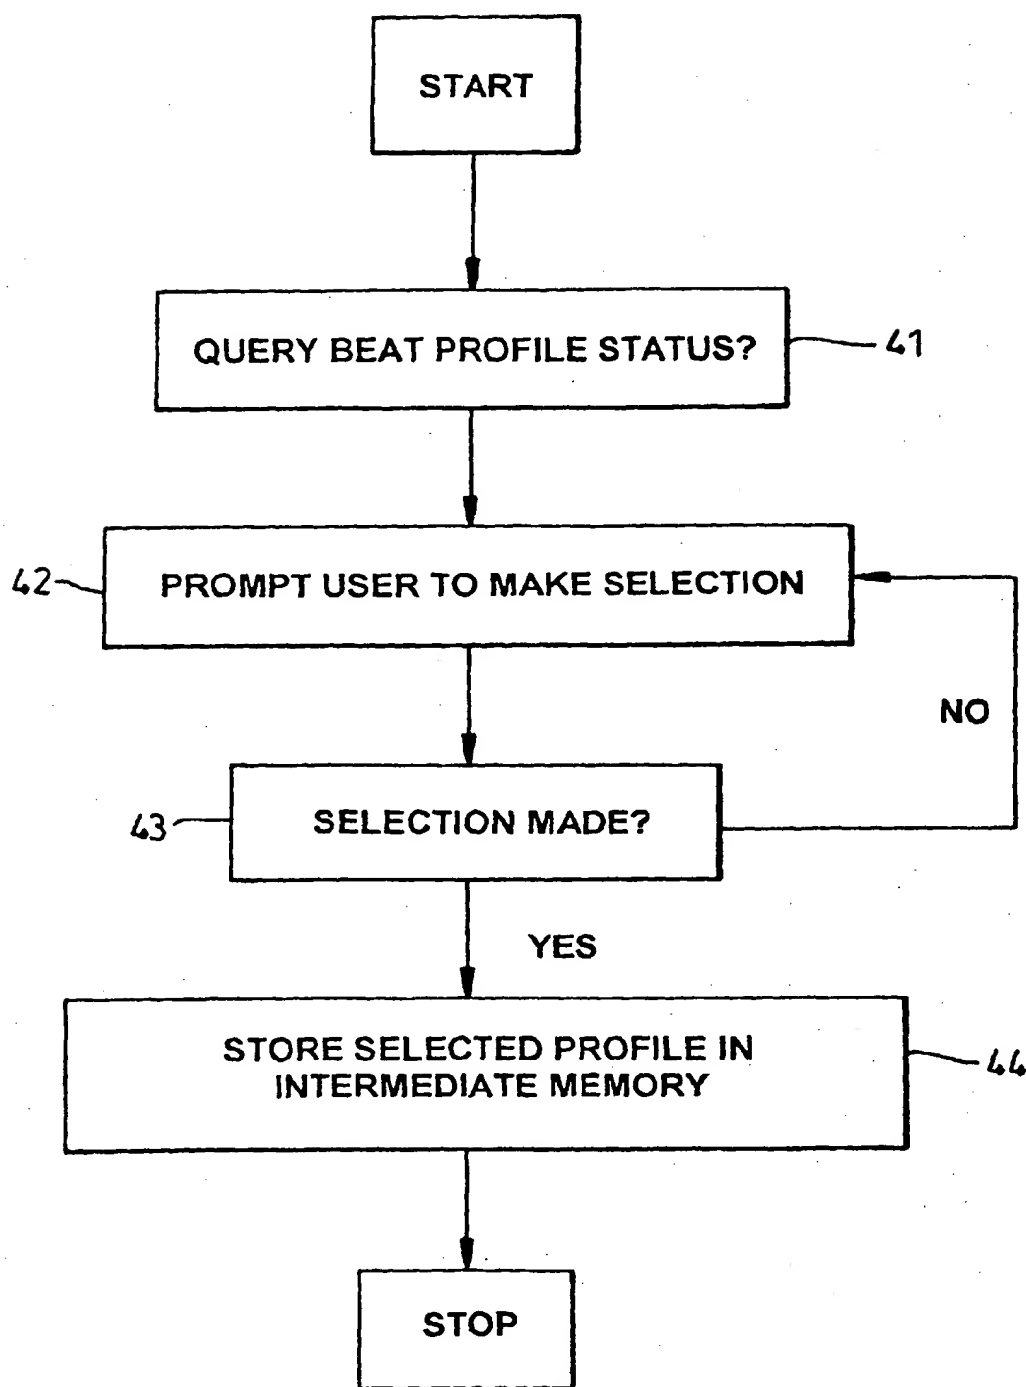 START
QUERY BEAT PROFILE STATUS?
41
42
PROMPT USER TO MAKE SELECTION
NO
43
SELECTION MADE?
YES
STORE SELECTED PROFILE IN
INTERMEDIATE MEMORY
44
STOP